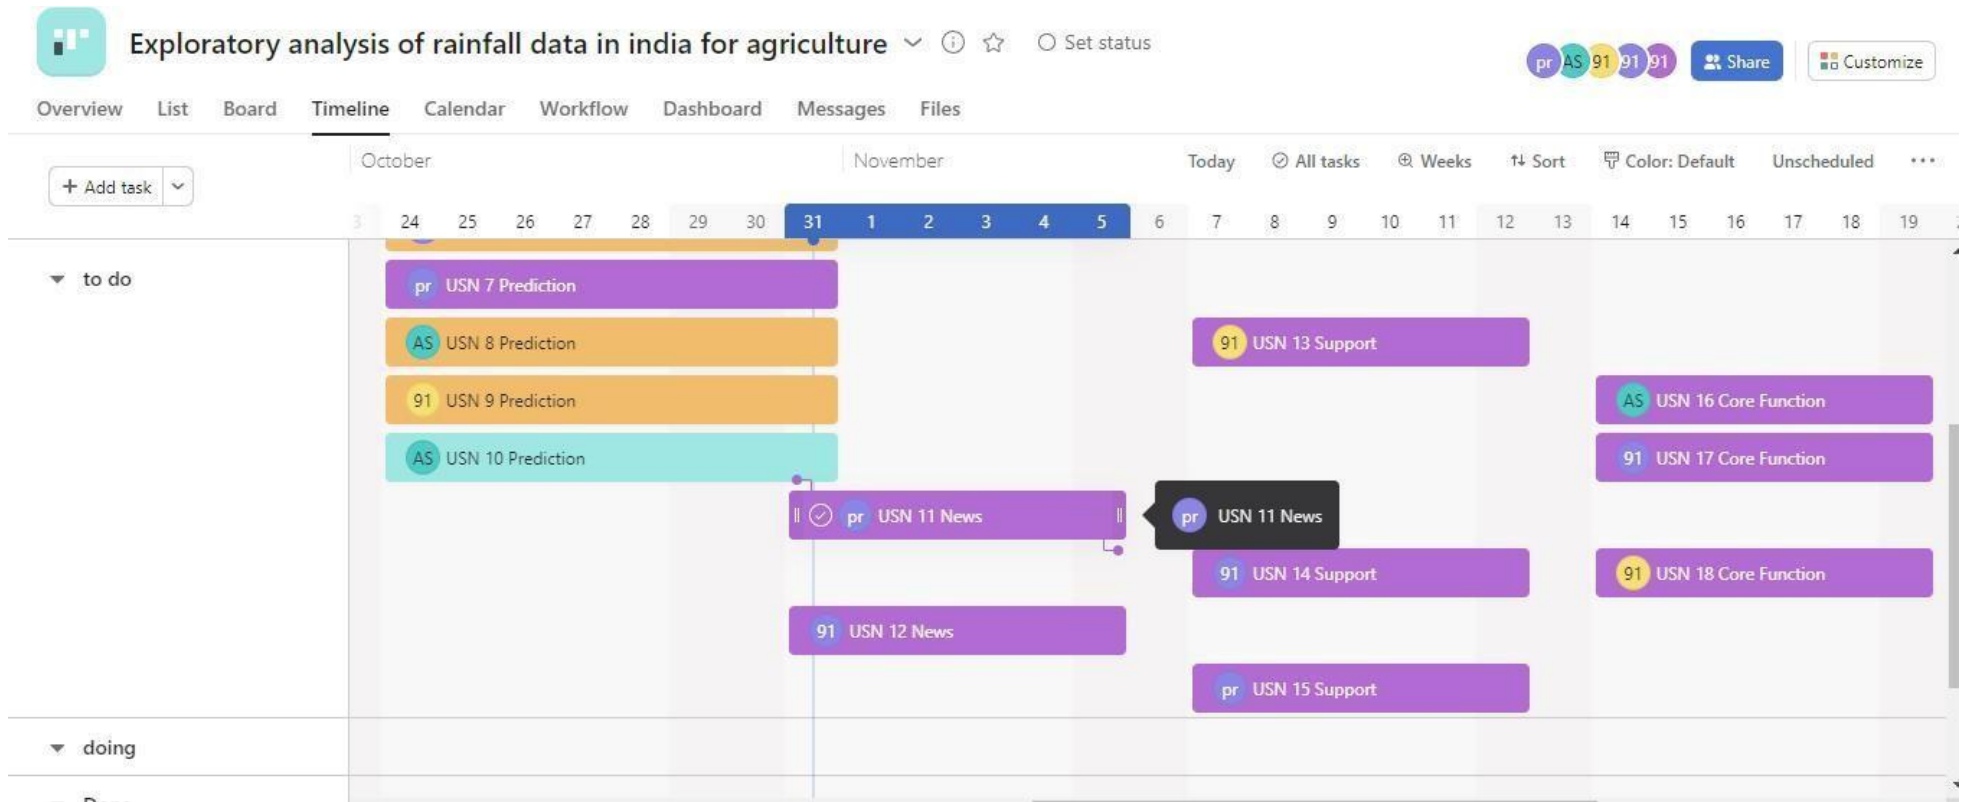 Exploratory analysis of rainfall data in india for agriculture
Set status
pr AS 91 91 91
Share
Customize
Overview List Board Timeline Calendar Workflow Dashboard Messages Files
+ Add task
October November
Today All tasks Weeks Sort Color: Default Unscheduled ...
3 24 25 26 27 28 29 30 31 1 2 3 4 5 6 7 8 9 10 11 12 13 14 15 16 17 18 19
to do
pr USN 7 Prediction
AS USN 8 Prediction
91 USN 13 Support
91 USN 9 Prediction
AS USN 16 Core Function
AS USN 10 Prediction
91 USN 17 Core Function
pr USN 11 News
pr USN 11 News
91 USN 14 Support
91 USN 18 Core Function
91 USN 12 News
pr USN 15 Support
doing